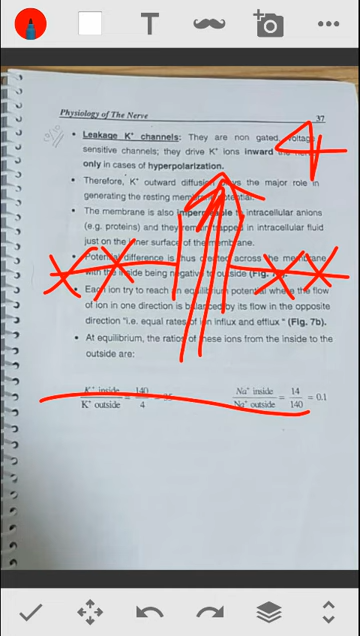 T
Physiology of The Nerve 37
• Leakage K⁺ channels: They are non gated, voltage
sensitive channels; they drive K⁺ ions inward the
only in cases of hyperpolarization.
• Therefore, K⁺ outward diffusion plays the major role in
generating the resting membrane potential.
• The membrane is also impermeable to intracellular anions
(e.g. proteins) and they remain trapped in intracellular fluid
just on the inner surface of the membrane.
• Potential difference is thus created across the membrane
with the inside being negative to outside (Fig.
• Each ion try to reach an equilibrium potential where the flow
of ion in one direction is balanced by its flow in the opposite
direction "i.e. equal rates of ion influx and efflux" (Fig. 7b).
• At equilibrium, the ratios of these ions from the inside to the
outside are:
K⁺ inside / K⁺ outside = 140 / 4 = 35 Na⁺ inside / Na⁺ outside = 14 / 140 = 0.1